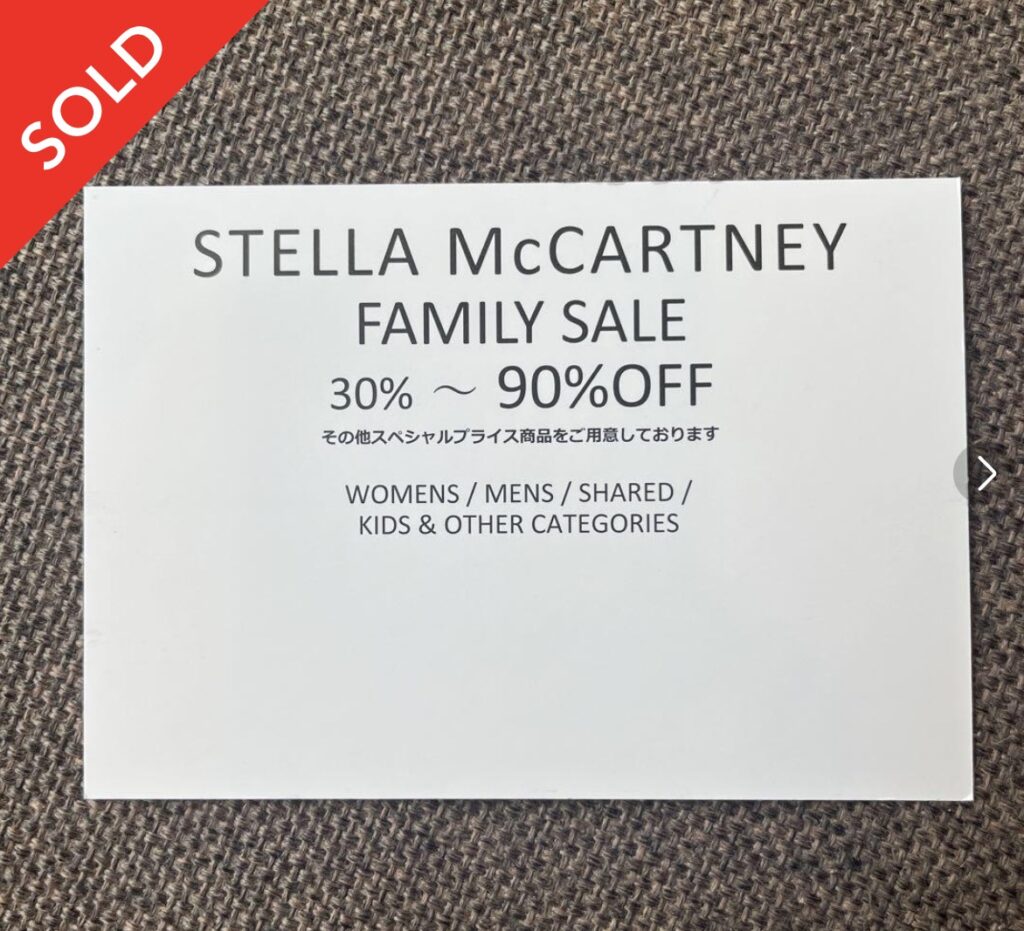 SOLD
STELLA McCARTNEY
FAMILY SALE
30% ～ 90%OFF
その他スペシャルプライス商品をご用意しております
WOMENS / MENS / SHARED /
KIDS & OTHER CATEGORIES